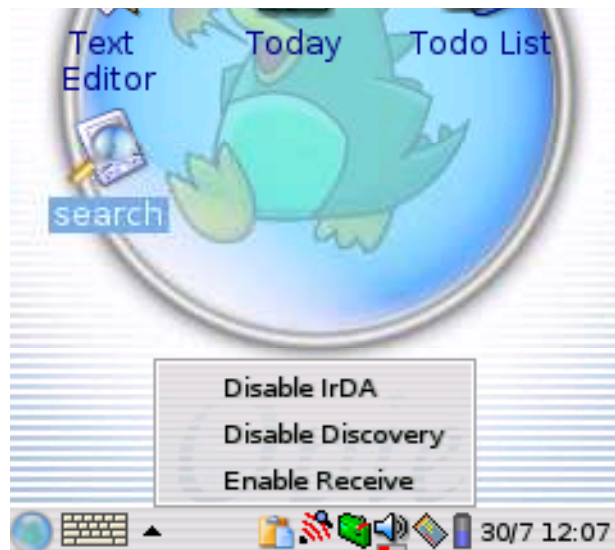 Text
Editor
Today
Todo List
search
Disable IrDA
Disable Discovery
Enable Receive
30/7 12:07